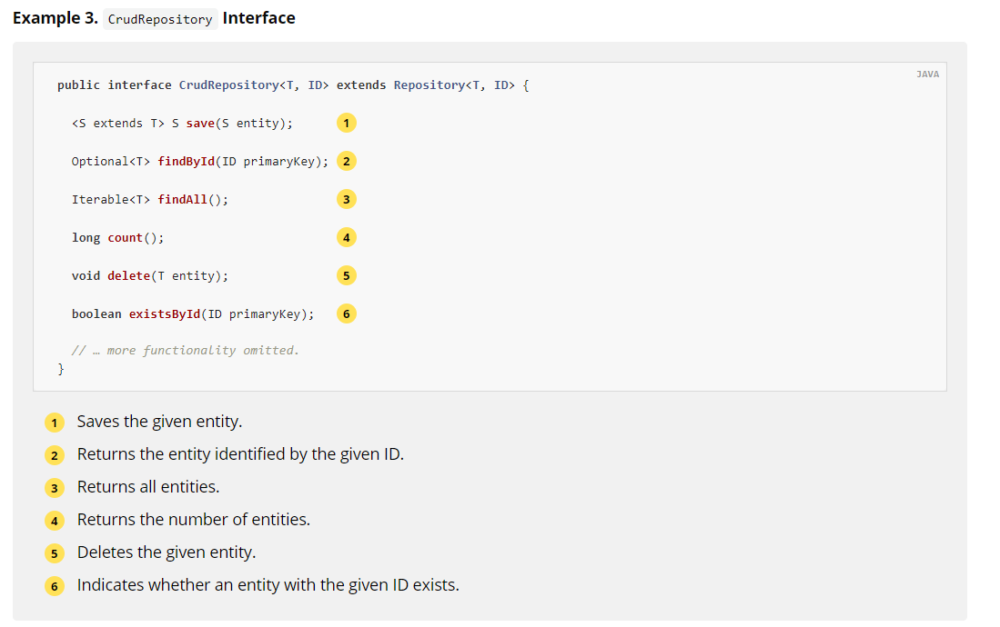 Example 3. CrudRepository Interface
JAVA
public interface CrudRepository<T, ID> extends Repository<T, ID> {
<S extends T> S save(S entity); 1
Optional<T> findById(ID primaryKey); 2
Iterable<T> findAll(); 3
long count(); 4
void delete(T entity); 5
boolean existsById(ID primaryKey); 6
// … more functionality omitted.
}
1 Saves the given entity.
2 Returns the entity identified by the given ID.
3 Returns all entities.
4 Returns the number of entities.
5 Deletes the given entity.
6 Indicates whether an entity with the given ID exists.